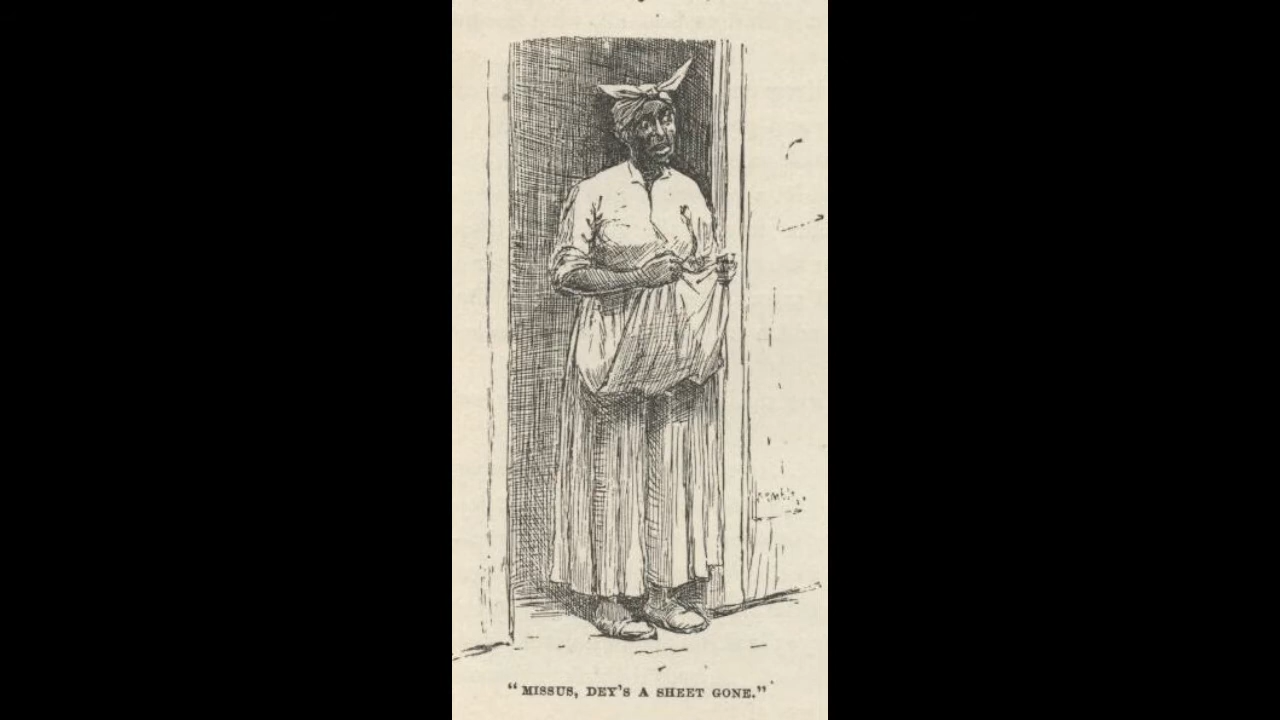 “MISSUS, DEY’S A SHEET GONE.”